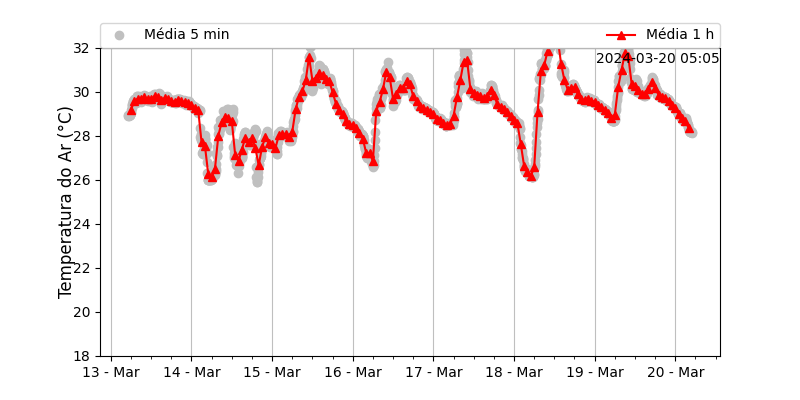 Média 5 min
Média 1 h
2024-03-20 05:05
Temperatura do Ar (°C)
32
30
28
26
24
22
20
18
13 - Mar
14 - Mar
15 - Mar
16 - Mar
17 - Mar
18 - Mar
19 - Mar
20 - Mar